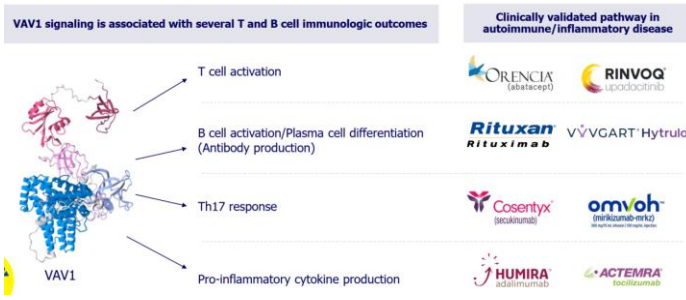 VAV1 signaling is associated with several T and B cell immunologic outcomes
Clinically validated pathway in
autoimmune/inflammatory disease
T cell activation
ORENCIA®
(abatacept)
RINVOQ®
upadacitinib
B cell activation/Plasma cell differentiation
(Antibody production)
Rituxan®
Rituximab
VYVGART® Hytrulo
Th17 response
Cosentyx®
(secukinumab)
omvoh™
(mirikizumab-mrkz)
Pro-inflammatory cytokine production
HUMIRA®
adalimumab
ACTEMRA®
tocilizumab
VAV1